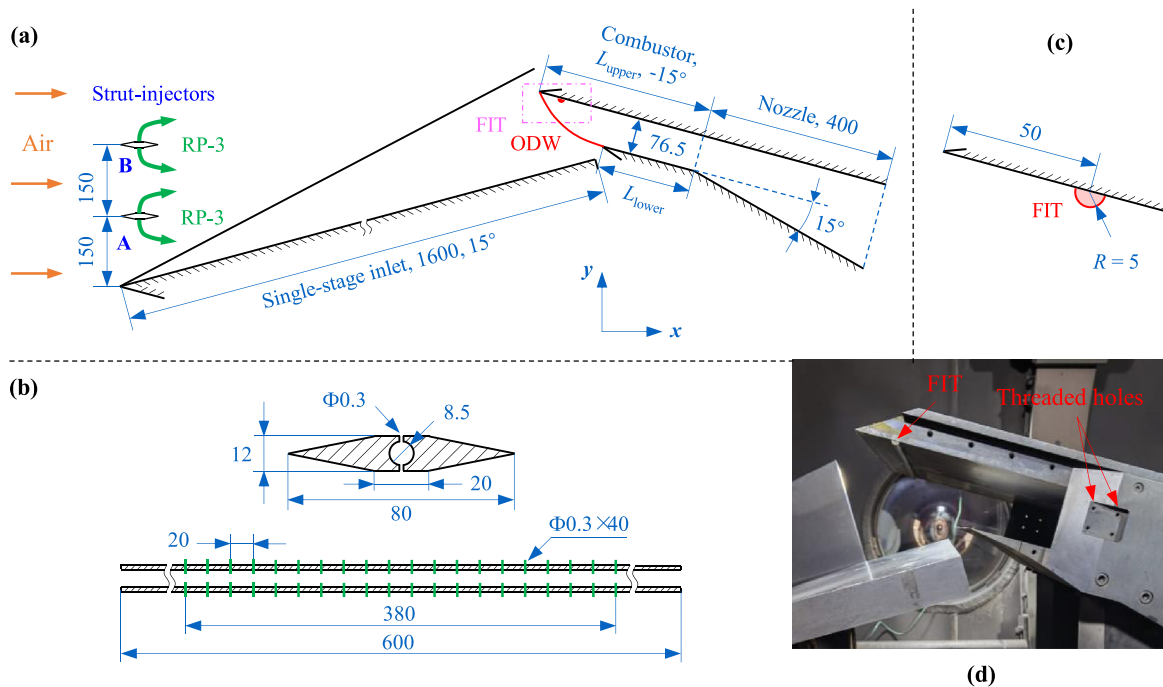 (a)
Strut-injectors
Air
RP-3
B
RP-3
A
150
150
Single-stage inlet, 1600, 15°
FIT
ODW
Combustor,
L_upper, -15°
Nozzle, 400
76.5
L_lower
15°
y
x
(c)
50
FIT
R = 5
(b)
Φ0.3
8.5
12
20
80
20
Φ0.3×40
380
600
FIT
Threaded holes
(d)